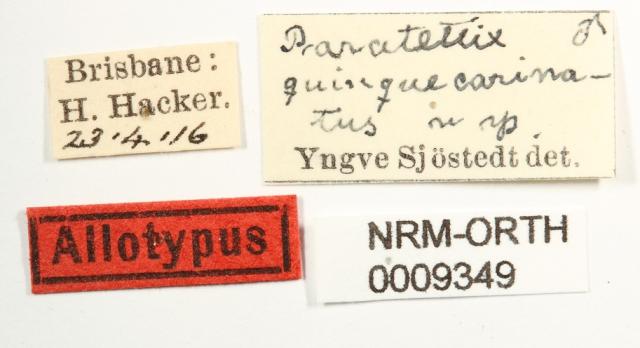 Brisbane:
H. Hacker.
23.4.16
Paratettix ♂
quinquecarina-
tus n sp.
Yngve Sjöstedt det.
Allotypus
NRM-ORTH
0009349